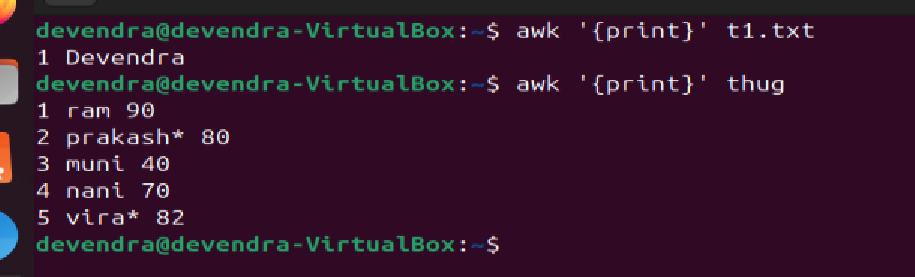 devendra@devendra-VirtualBox:~$ awk '{print}' t1.txt
1 Devendra
devendra@devendra-VirtualBox:~$ awk '{print}' thug
1 ram 90
2 prakash* 80
3 muni 40
4 nani 70
5 vira* 82
devendra@devendra-VirtualBox:~$